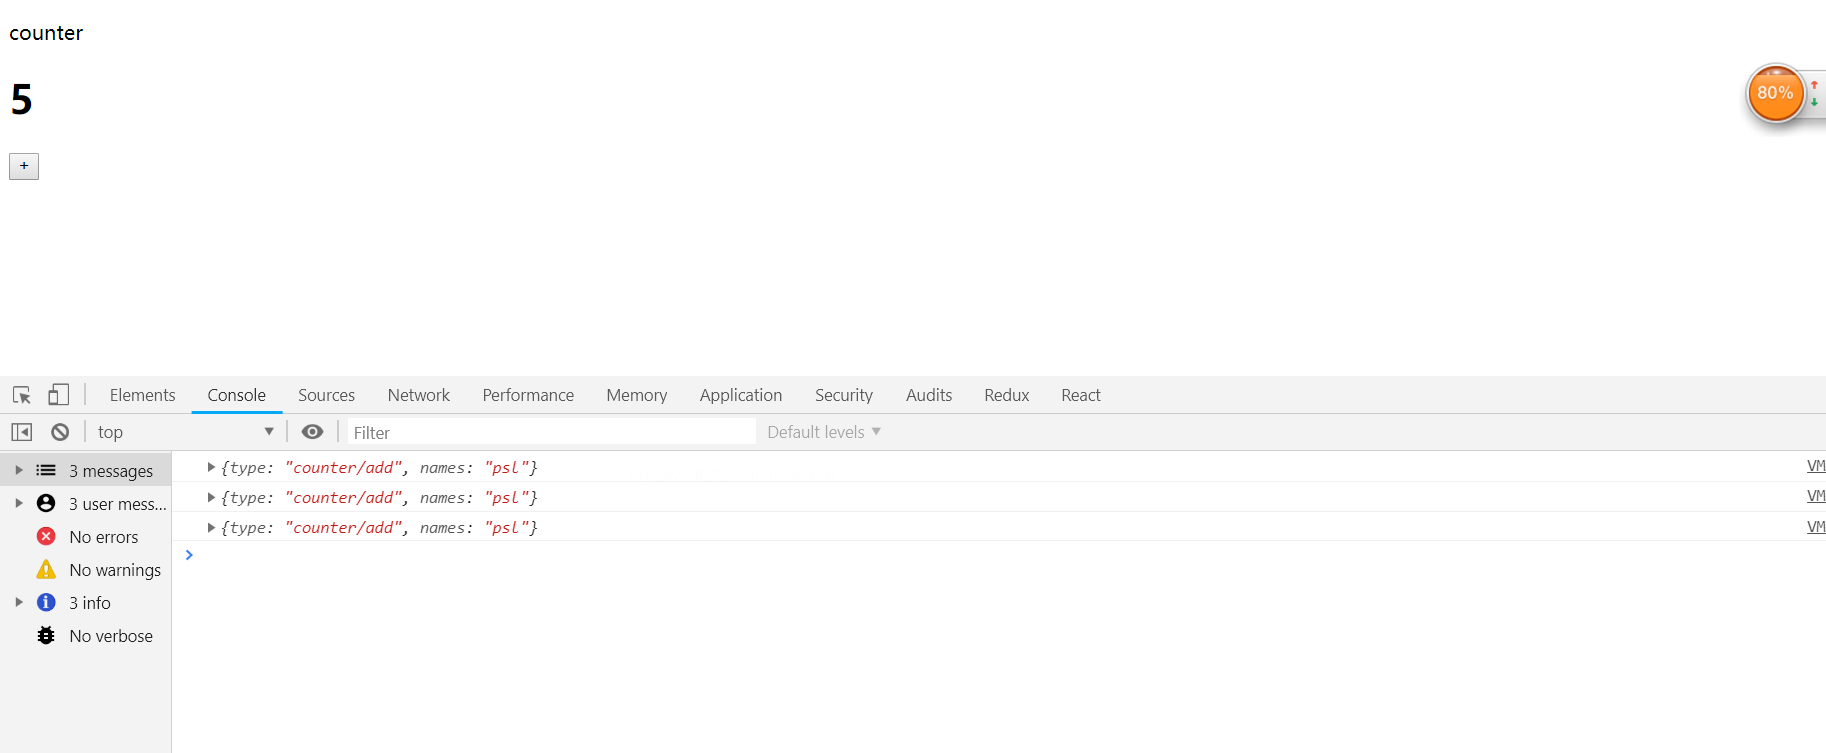 counter
5
80%
+
Elements Console Sources Network Performance Memory Application Security Audits Redux React
top Filter Default levels
3 messages
{type: "counter/add", names: "psl"} VM
3 user mess...
{type: "counter/add", names: "psl"} VM
No errors
{type: "counter/add", names: "psl"} VM
No warnings
3 info
No verbose